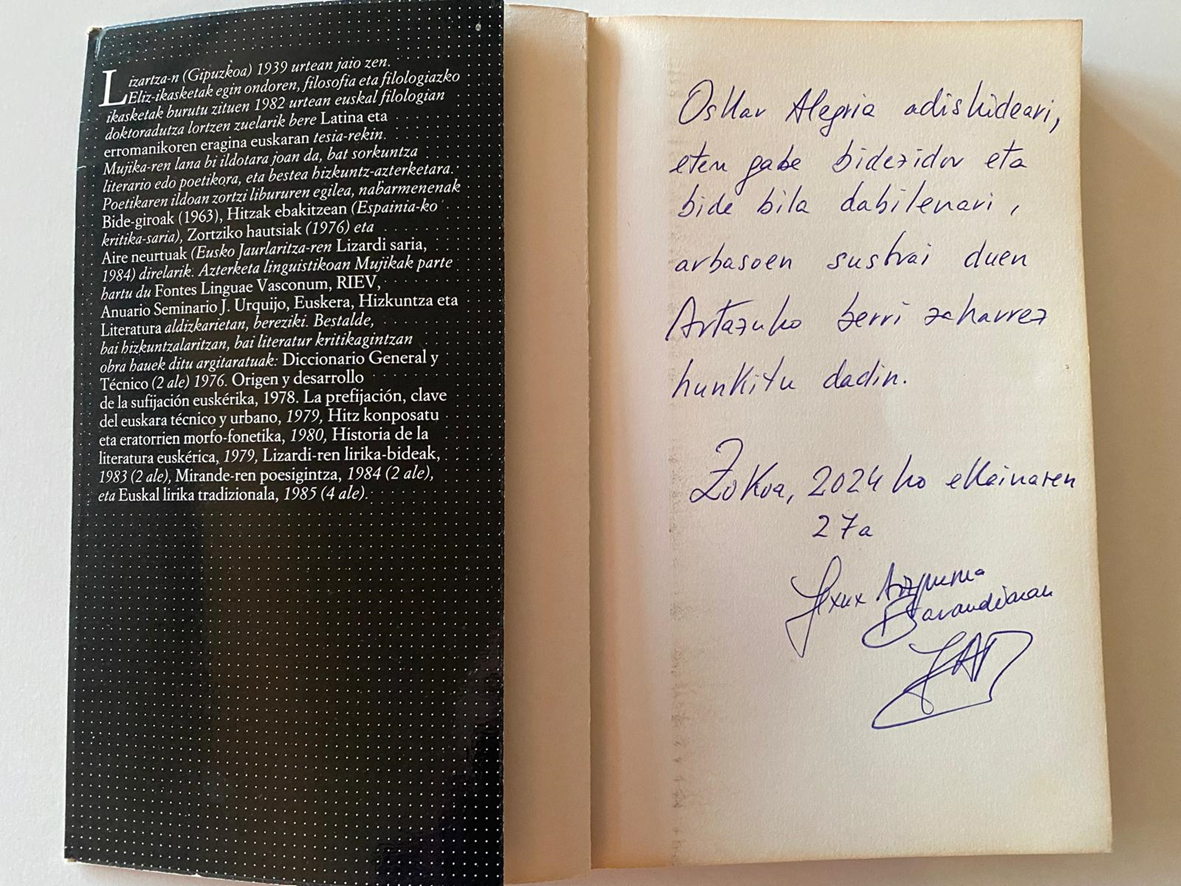 Lizartza-n (Gipuzkoa) 1939 urtean jaio zen.
Eliz-ikasketak egin ondoren, filosofia eta filologiazko
ikasketak burutu zituen 1982 urtean euskal filologian
doktoradutza lortzen zuelarik bere Latina eta
erromanikoren eragina euskaran tesia-rekin.
Mujika-ren lana bi ildotara joan da, bat sorkuntza
literario edo poetikora, eta bestea hizkuntz-azterketara.
Poetikaren ildoan zortzi libururen egilea, nabarmenenak
Bide-giroak (1963), Hitzak ebakitzean (Espainia-ko
kritika-saria), Zortziko hautsiak (1976) eta
Aire neurtuak (Eusko Jaurlaritza-ren Lizardi saria,
1984) direlarik. Azterketa linguistikoan Mujikak parte
hartu du Fontes Linguae Vasconum, RIEV,
Anuario Seminario J. Urquijo, Euskera, Hizkuntza eta
Literatura aldizkarietan, bereziki. Bestalde,
bai hizkuntzalaritzan, bai literatur kritikagintzan
obra hauek ditu argitaratuak: Diccionario General y
Técnico (2 ale) 1976. Origen y desarrollo
de la sufijación euskérika, 1978. La prefijación, clave
del euskara técnico y urbano, 1979, Hitz konposatu
eta eratorrien morfo-fonetika, 1980, Historia de la
literatura euskérica, 1979, Lizardi-ren lirika-bideak,
1983 (2 ale), Mirande-ren poesigintza, 1984 (2 ale),
eta Euskal lirika tradizionala, 1985 (4 ale).
Oskar Alegria adiskideari,
eten gabe bidezidor eta
bide bila dabilenari,
arbasoen sustrai duen
Artazuko berri zaharrez
hunkitu dadin.
Zokoa, 2024ko ekainaren
27a
Jexux Aizpurua
Barandiaran
JAB